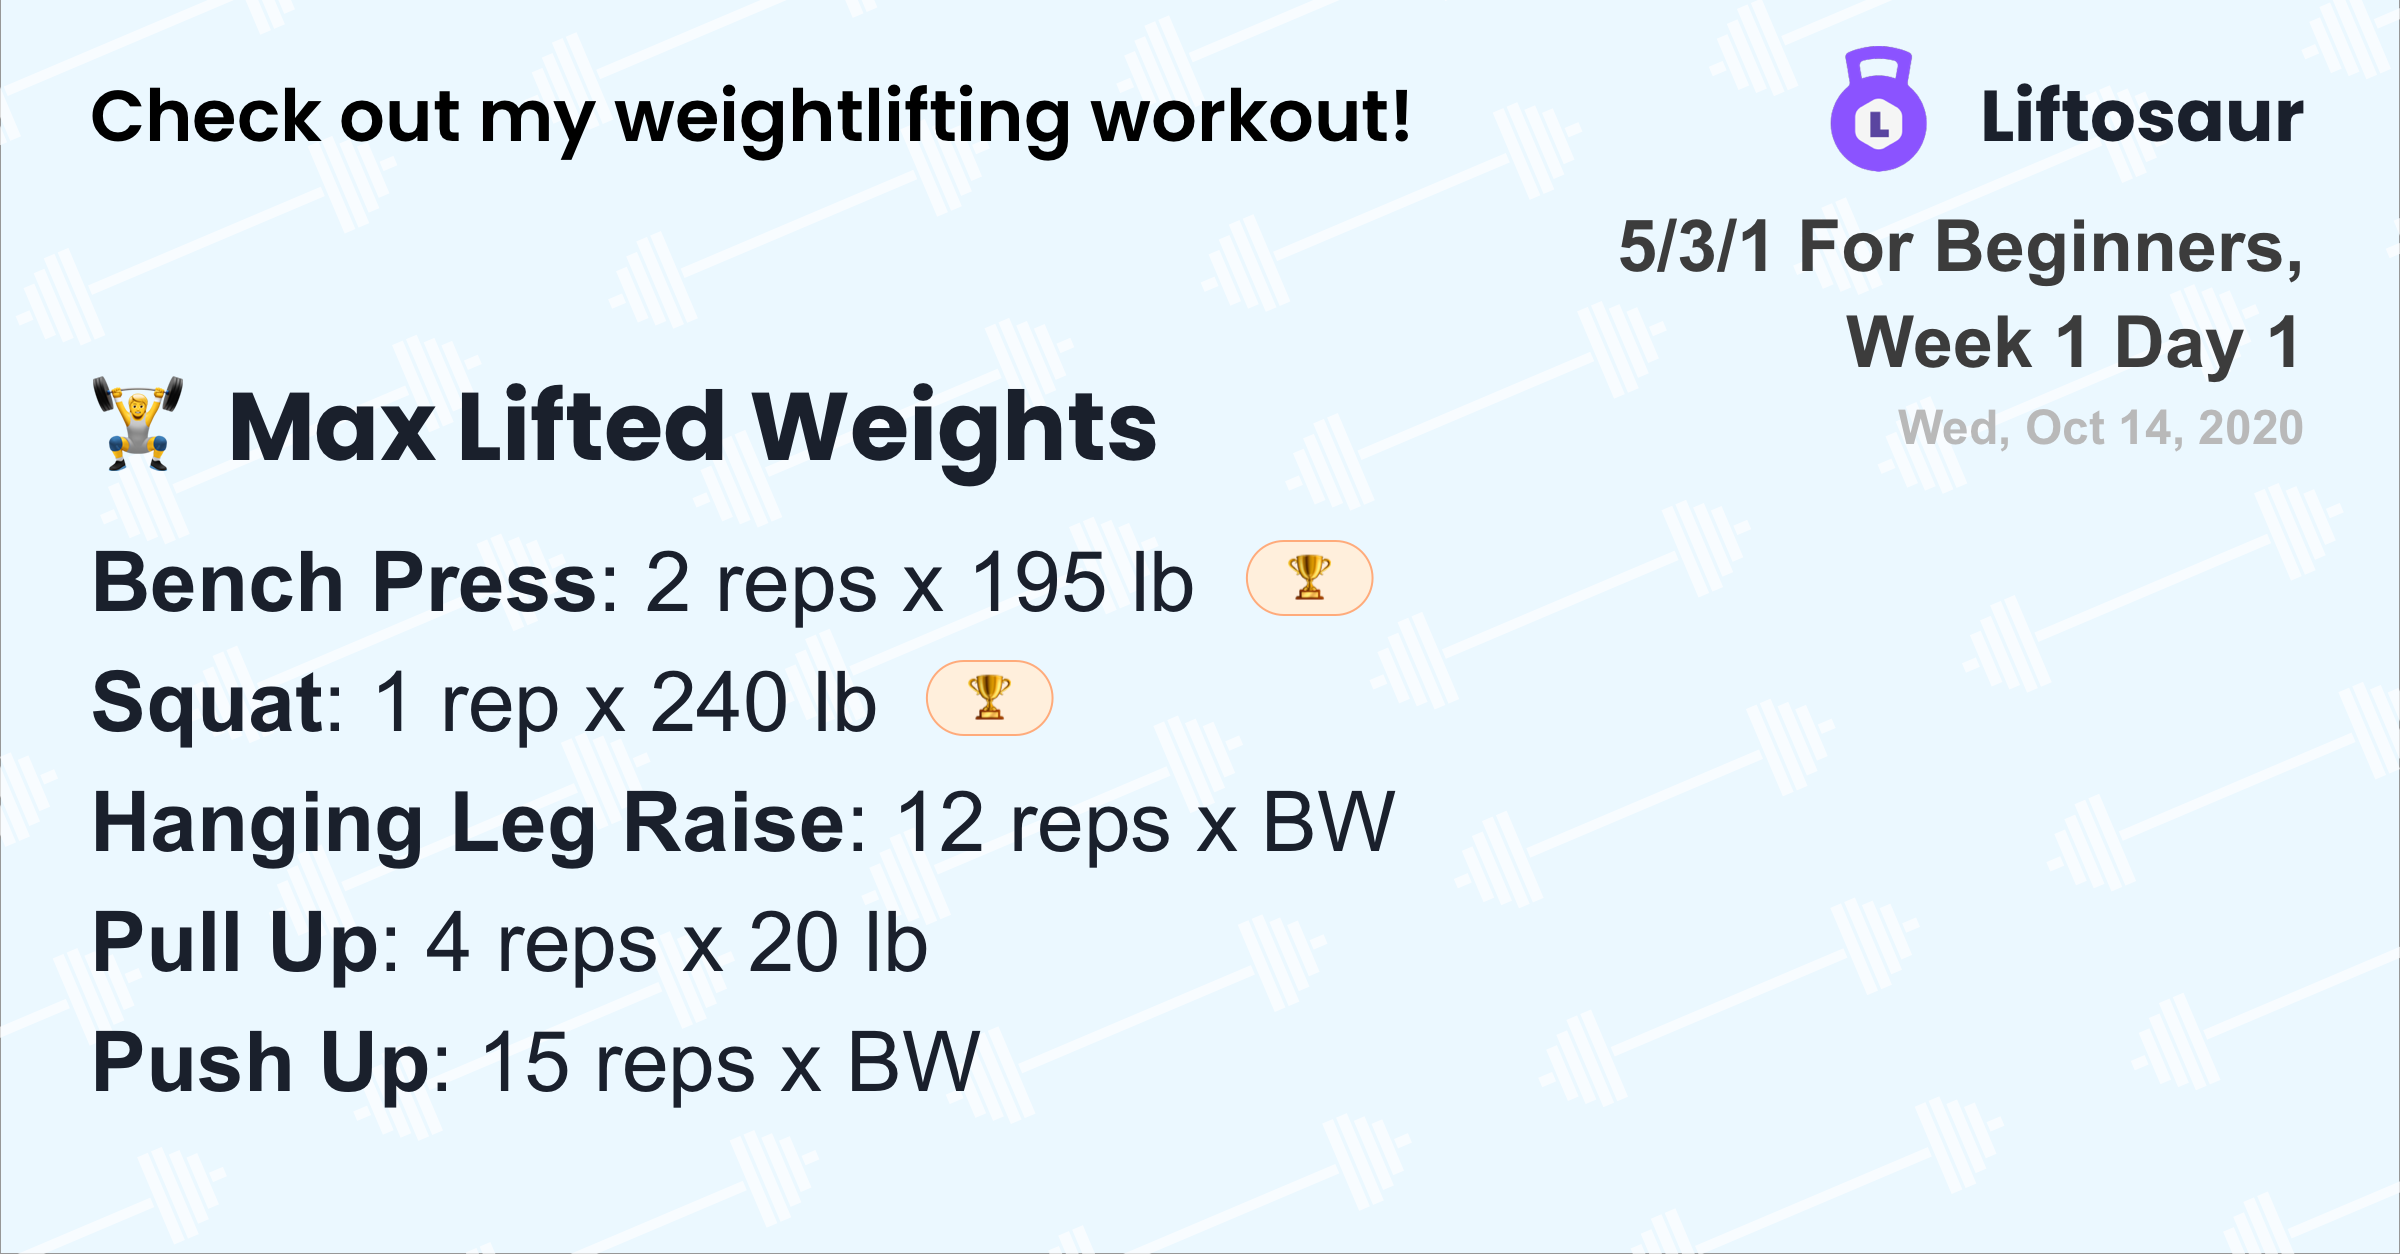 Check out my weightlifting workout!
L
Liftosaur
5/3/1 For Beginners,
Week 1 Day 1
Wed, Oct 14, 2020
🏋️ Max Lifted Weights
Bench Press: 2 reps x 195 lb 🏆
Squat: 1 rep x 240 lb 🏆
Hanging Leg Raise: 12 reps x BW
Pull Up: 4 reps x 20 lb
Push Up: 15 reps x BW